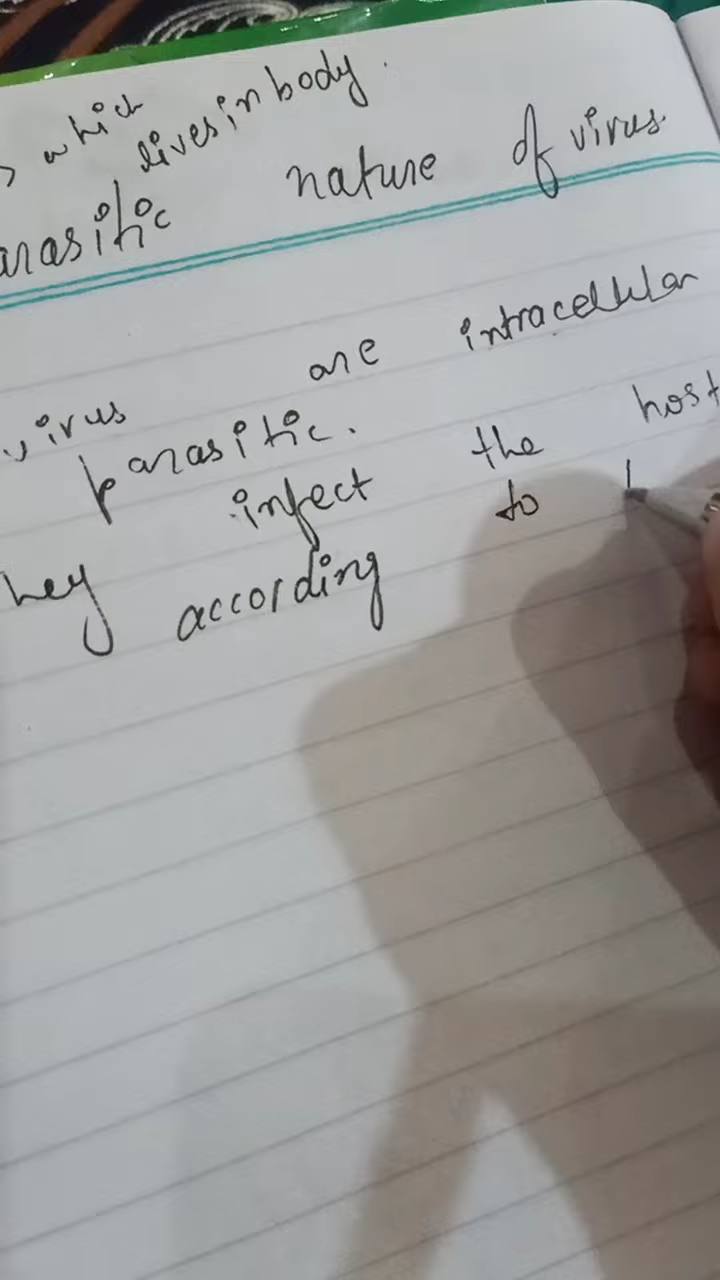 which
lives in body.
arasitic nature of virus
virus are intracellular
parasitic.
hey infect the host
according to